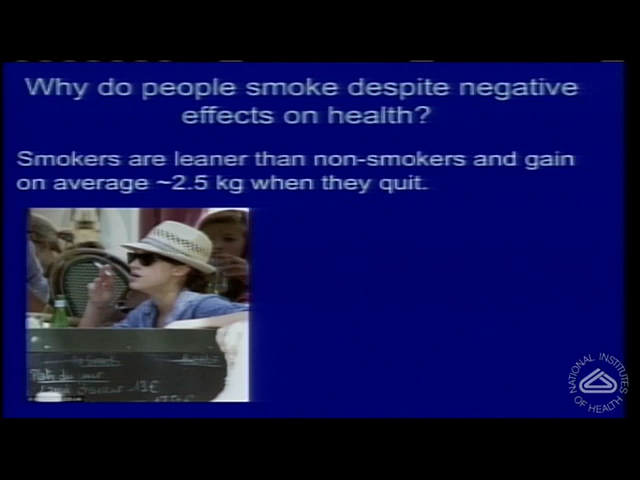 Why do people smoke despite negative
effects on health?
Smokers are leaner than non-smokers and gain
on average ~2.5 kg when they quit.
13€
NATIONAL INSTITUTES
OF HEALTH